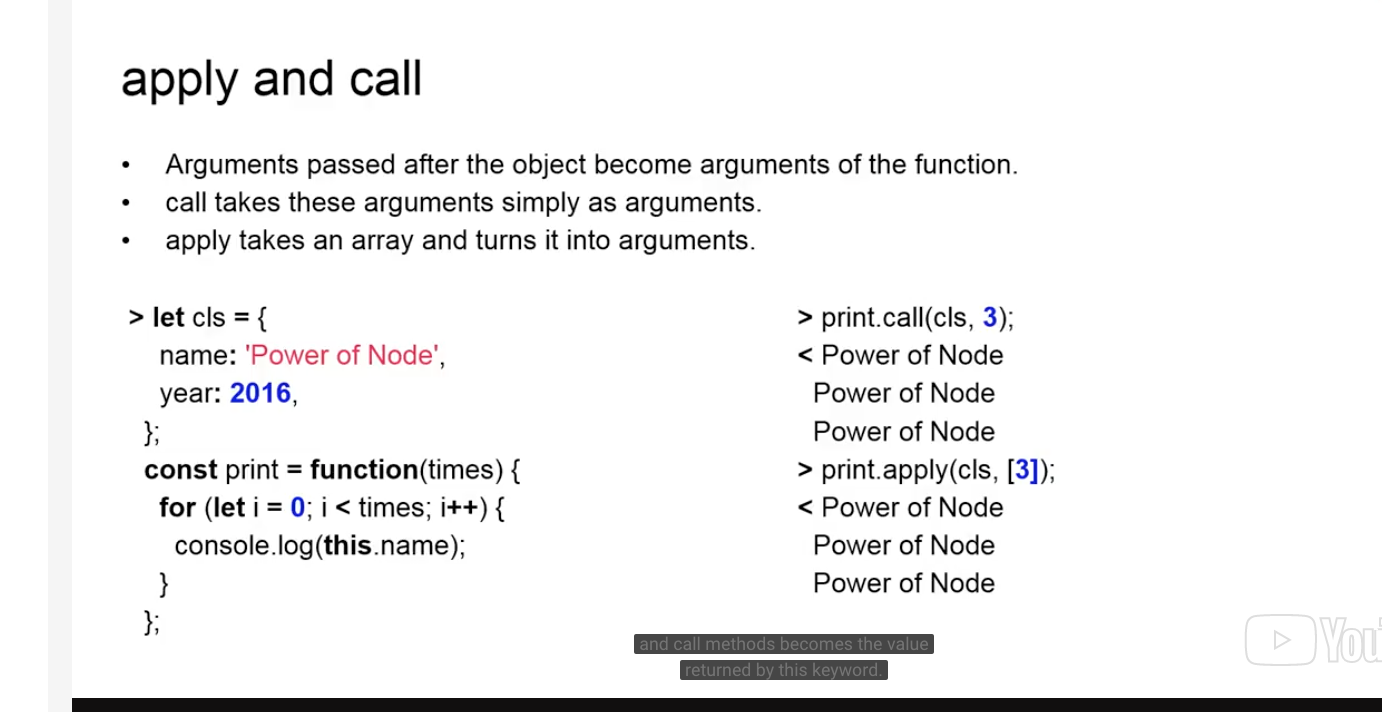 apply and call
• Arguments passed after the object become arguments of the function.
• call takes these arguments simply as arguments.
• apply takes an array and turns it into arguments.
> let cls = {
name: 'Power of Node',
year: 2016,
};
const print = function(times) {
for (let i = 0; i < times; i++) {
console.log(this.name);
}
};
> print.call(cls, 3);
< Power of Node
Power of Node
Power of Node
> print.apply(cls, [3]);
< Power of Node
Power of Node
Power of Node
and call methods becomes the value
returned by this keyword.
You